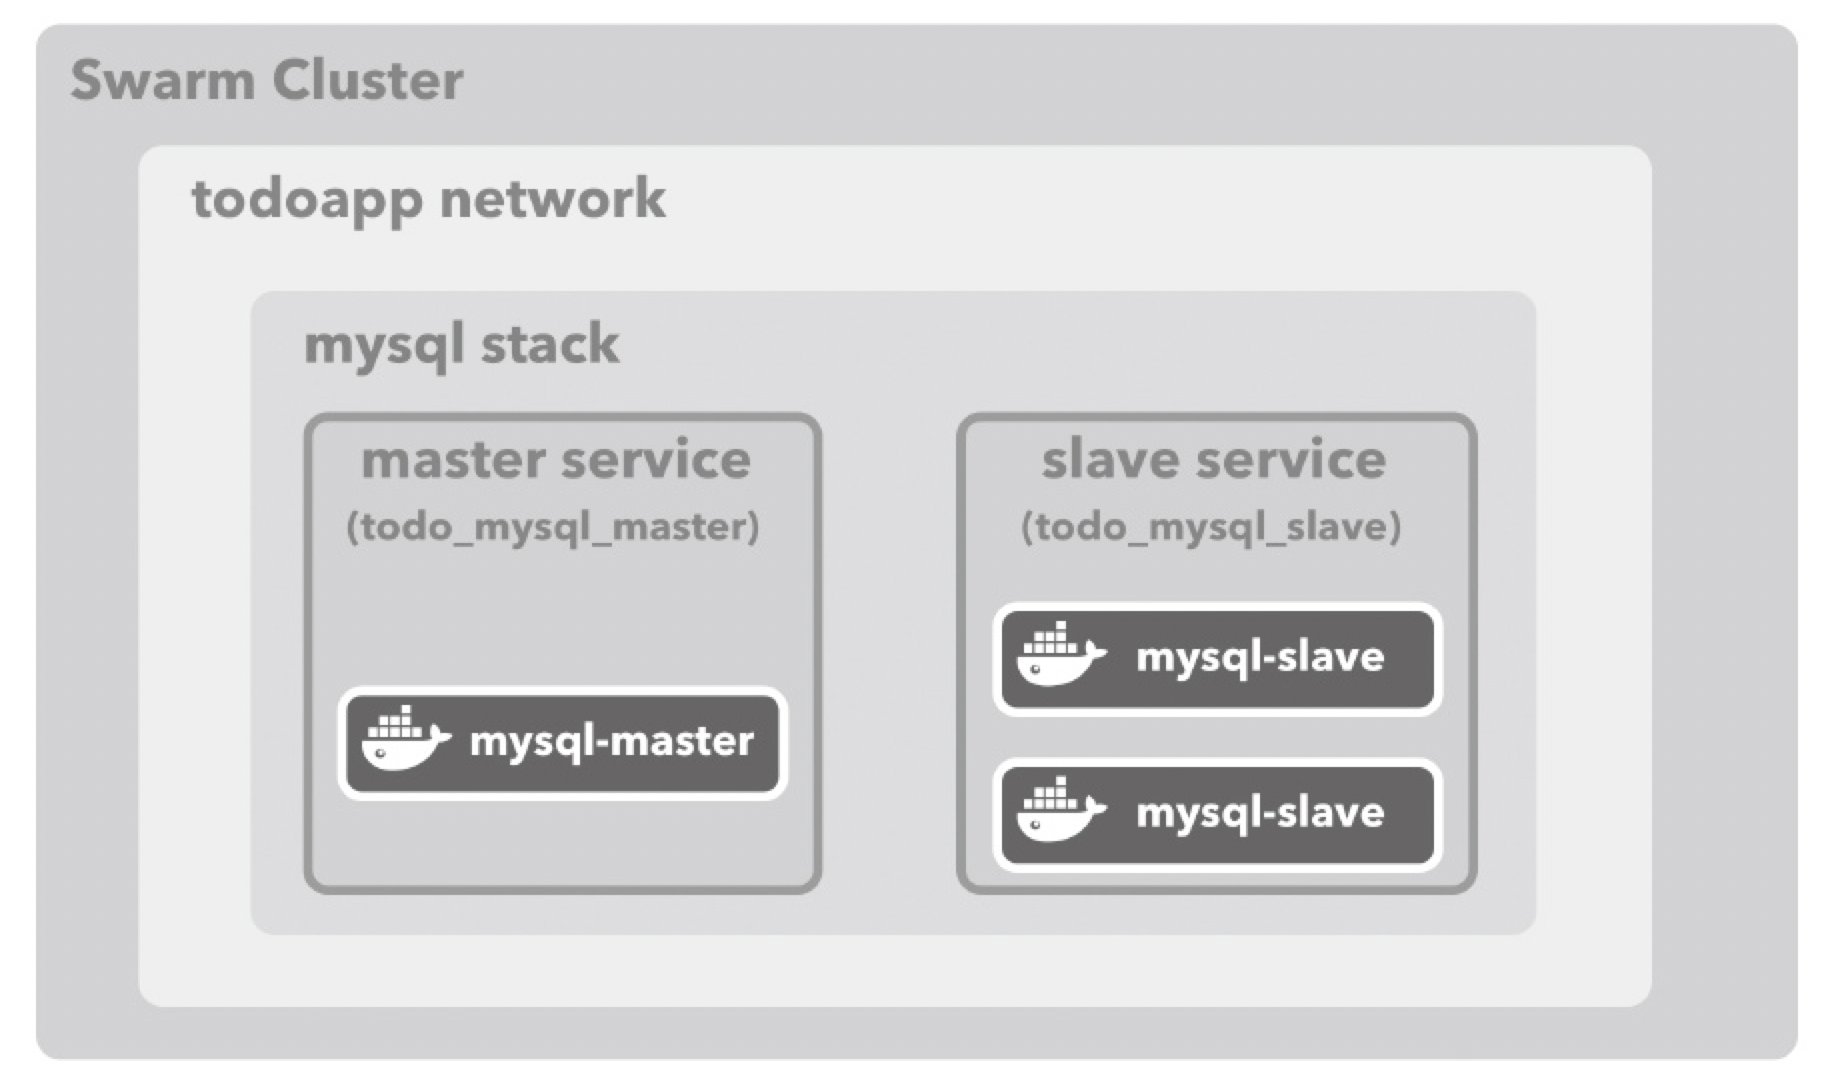 Swarm Cluster
todoapp network
mysql stack
master service
(todo_mysql_master)
mysql-master
slave service
(todo_mysql_slave)
mysql-slave
mysql-slave